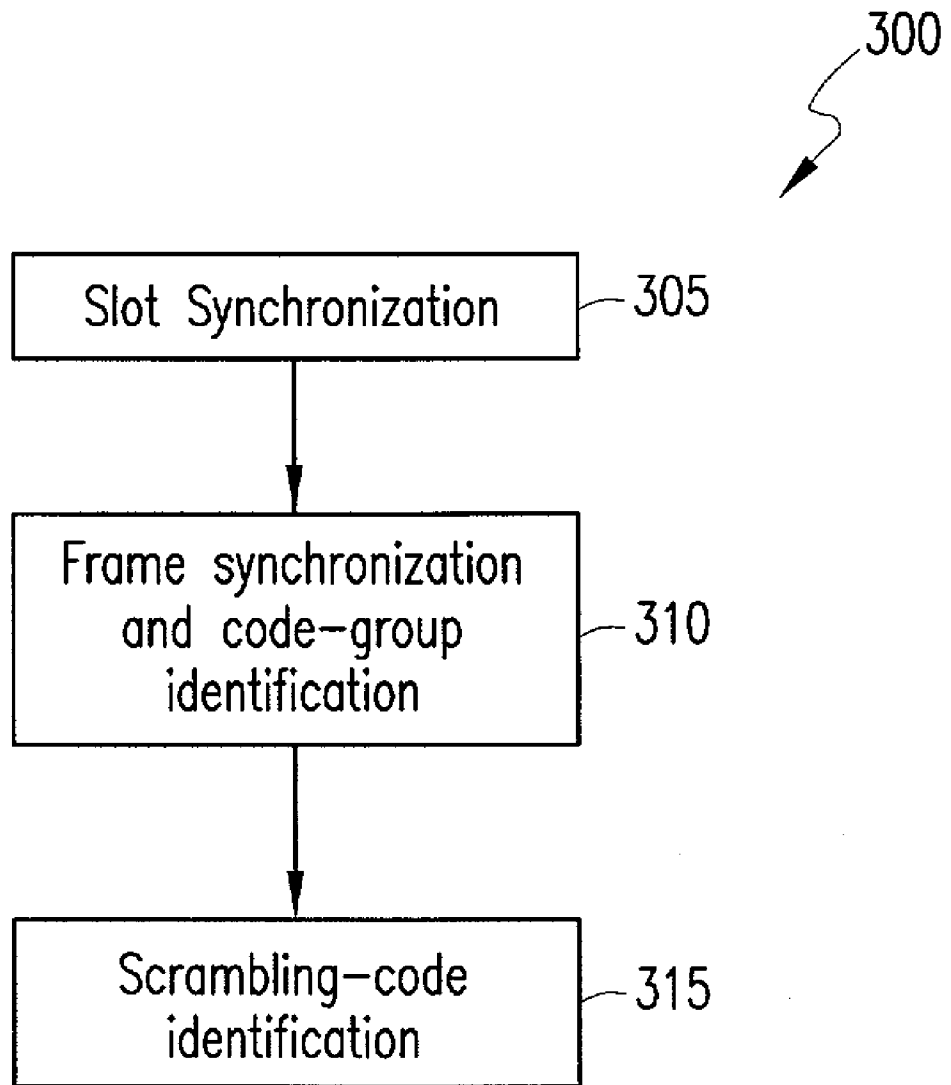 300
Slot Synchronization
305
Frame synchronization
and code-group
identification
310
Scrambling-code
identification
315